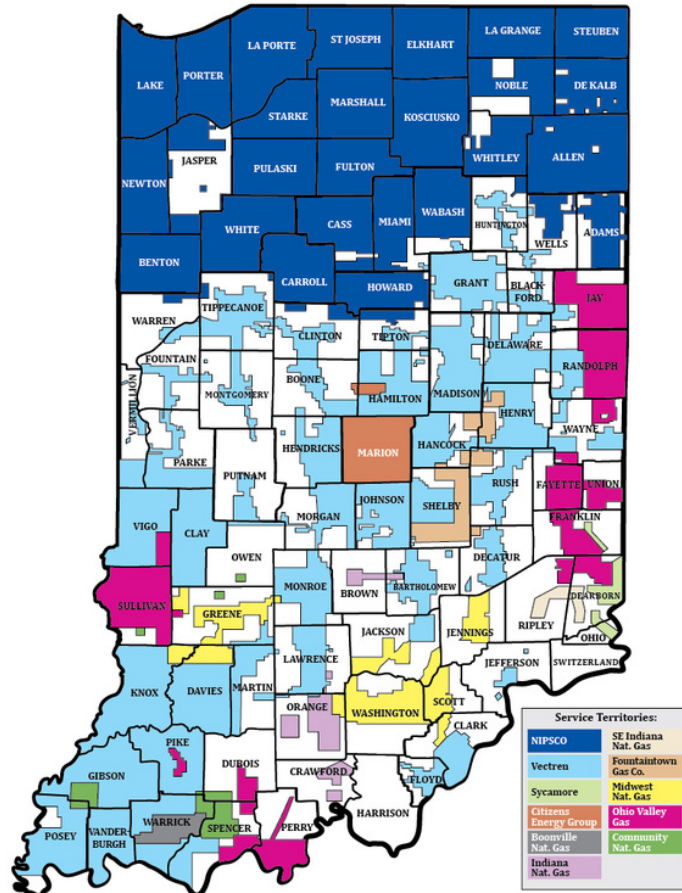 LAKE
PORTER
LA PORTE
ST JOSEPH
ELKHART
LA GRANGE
STEUBEN
NOBLE
DE KALB
STARKE
MARSHALL
KOSCIUSKO
JASPER
NEWTON
PULASKI
FULTON
WHITLEY
ALLEN
WHITE
CASS
MIAMI
WABASH
HUNTINGTON
WELLS
ADAMS
BENTON
CARROLL
HOWARD
GRANT
BLACK-
FORD
JAY
WARREN
TIPPECANOE
CLINTON
TIPTON
DELAWARE
RANDOLPH
FOUNTAIN
VERMILLION
MONTGOMERY
BOONE
HAMILTON
MADISON
HENRY
WAYNE
PARKE
PUTNAM
HENDRICKS
MARION
HANCOCK
SHELBY
RUSH
FAYETTE
UNION
VIGO
CLAY
MORGAN
JOHNSON
FRANKLIN
OWEN
DECATUR
SULLIVAN
GREENE
MONROE
BROWN
BARTHOLOMEW
DEARBORN
RIPLEY
OHIO
JACKSON
JENNINGS
SWITZERLAND
JEFFERSON
KNOX
DAVIES
MARTIN
LAWRENCE
WASHINGTON
SCOTT
CLARK
ORANGE
PIKE
DUBOIS
GIBSON
CRAWFORD
FLOYD
HARRISON
POSEY
VANDER-
BURGH
WARRICK
SPENCER
PERRY
Service Territories:
NIPSCO
SE Indiana
Nat. Gas
Vectren
Fountaintown
Gas Co.
Sycamore
Midwest
Nat. Gas
Citizens
Energy Group
Ohio Valley
Gas
Boonville
Nat. Gas
Community
Nat. Gas
Indiana
Nat. Gas